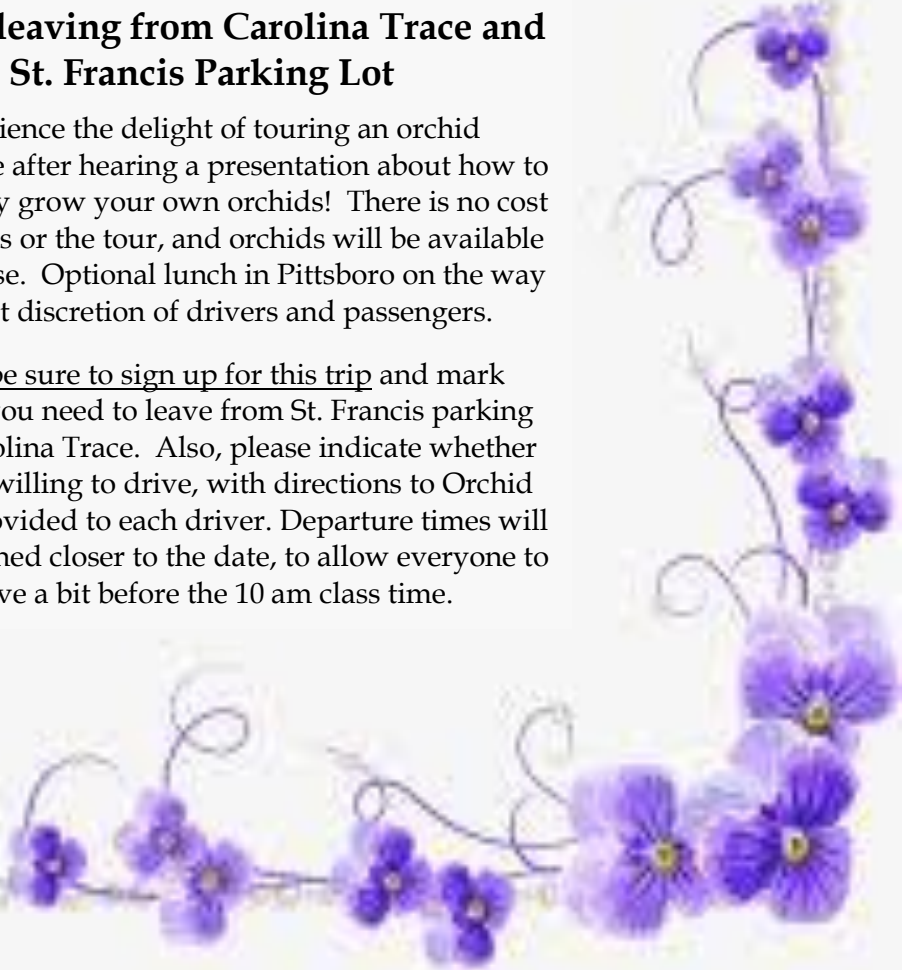 leaving from Carolina Trace and
St. Francis Parking Lot
ience the delight of touring an orchid
e after hearing a presentation about how to
y grow your own orchids! There is no cost
s or the tour, and orchids will be available
se. Optional lunch in Pittsboro on the way
t discretion of drivers and passengers.
be sure to sign up for this trip and mark
you need to leave from St. Francis parking
olina Trace. Also, please indicate whether
willing to drive, with directions to Orchid
ovided to each driver. Departure times will
ned closer to the date, to allow everyone to
ve a bit before the 10 am class time.